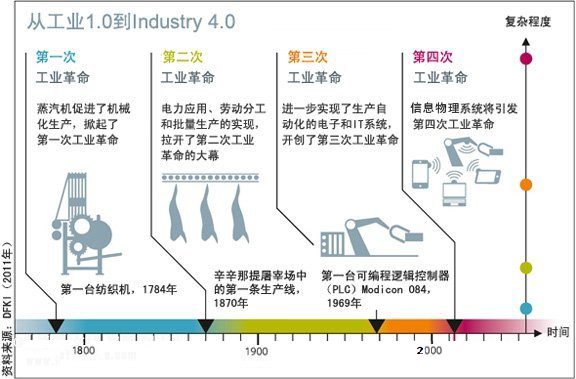 从工业1.0到Industry 4.0
复杂程度
第一次
工业革命
蒸汽机促进了机械
化生产，掀起了
第一次工业革命
第一台纺织机，1784年
第二次
工业革命
电力应用、劳动分工
和批量生产的实现，
拉开了第二次工业
革命的大幕
辛辛那提屠宰场中
的第一条生产线，
1870年
第三次
工业革命
进一步实现了生产自
动化的电子和IT系统，
开创了第三次工业革命
第一台可编程逻辑控制器
（PLC）Modicon 084，
1969年
第四次
工业革命
信息物理系统将引发
第四次工业革命
1800
1900
2000
时间
资料来源：DFKI（2011年）